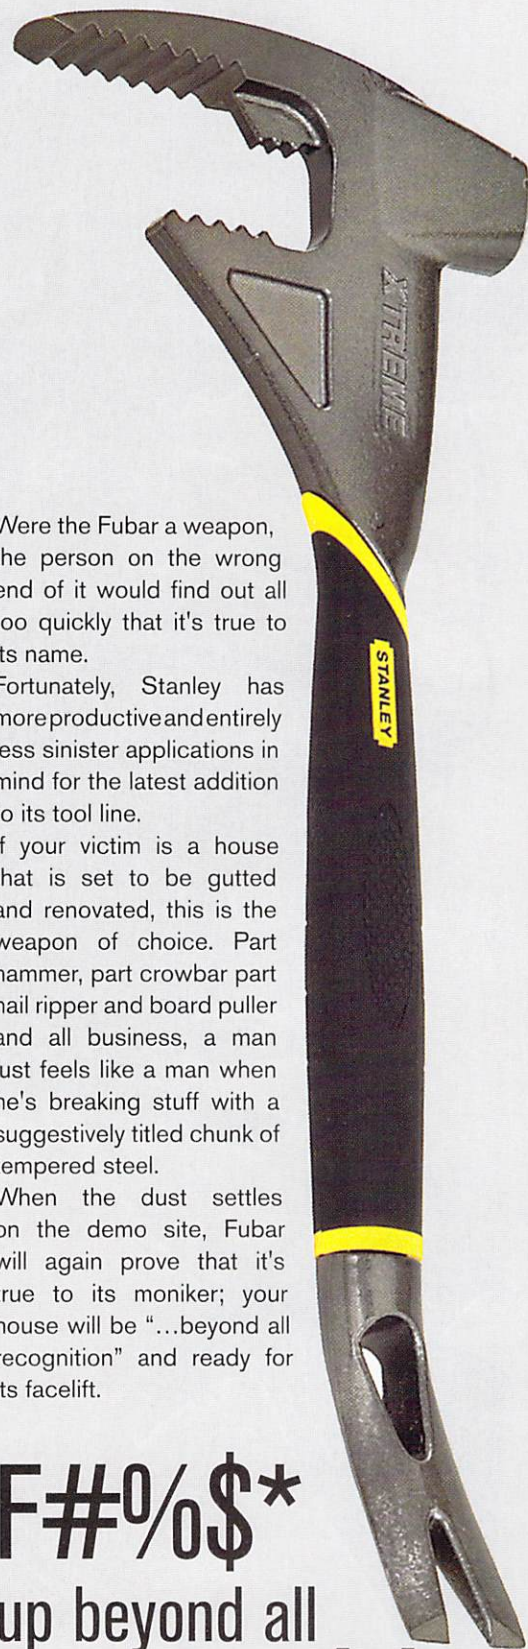 XTREME
STANLEY
Were the Fubar a weapon,
he person on the wrong
end of it would find out all
oo quickly that it's true to
ts name.
Fortunately, Stanley has
more productive and entirely
ess sinister applications in
mind for the latest addition
o its tool line.
f your victim is a house
hat is set to be gutted
and renovated, this is the
weapon of choice. Part
hammer, part crowbar part
nail ripper and board puller
and all business, a man
ust feels like a man when
he's breaking stuff with a
suggestively titled chunk of
tempered steel.
When the dust settles
on the demo site, Fubar
will again prove that it's
true to its moniker; your
house will be “...beyond all
recognition” and ready for
ts facelift.
F#%$*
up beyond all